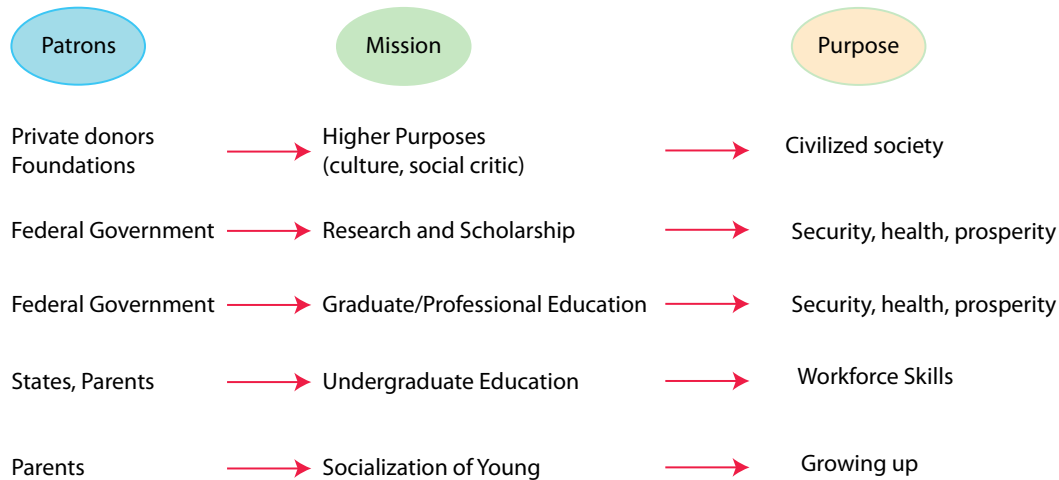 Patrons
Mission
Purpose
Private donors
Foundations
Higher Purposes
(culture, social critic)
Civilized society
Federal Government
Research and Scholarship
Security, health, prosperity
Federal Government
Graduate/Professional Education
Security, health, prosperity
States, Parents
Undergraduate Education
Workforce Skills
Parents
Socialization of Young
Growing up